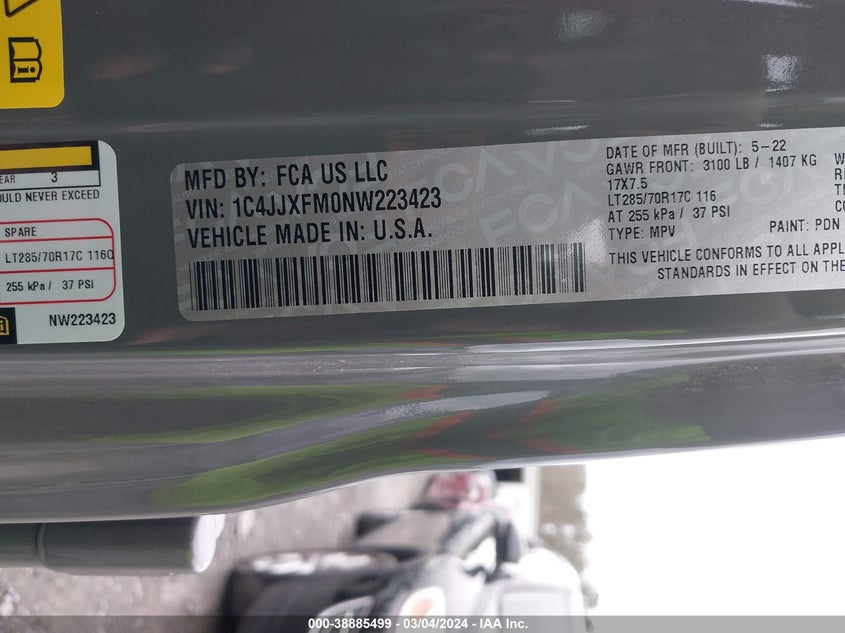 EAR 3
OULD NEVER EXCEED
SPARE
LT285/70R17C 116Q
255 kPa / 37 PSI
NW223423
MFD BY: FCA US LLC
VIN: 1C4JJXFM0NW223423
VEHICLE MADE IN: U.S.A.
DATE OF MFR (BUILT): 5-22
GAWR FRONT: 3100 LB / 1407 KG
17X7.5
LT285/70R17C 116
AT 255 kPa / 37 PSI
TYPE: MPV
PAINT: PDN
THIS VEHICLE CONFORMS TO ALL APPL
STANDARDS IN EFFECT ON THE
000-38885499 - 03/04/2024 - IAA Inc.